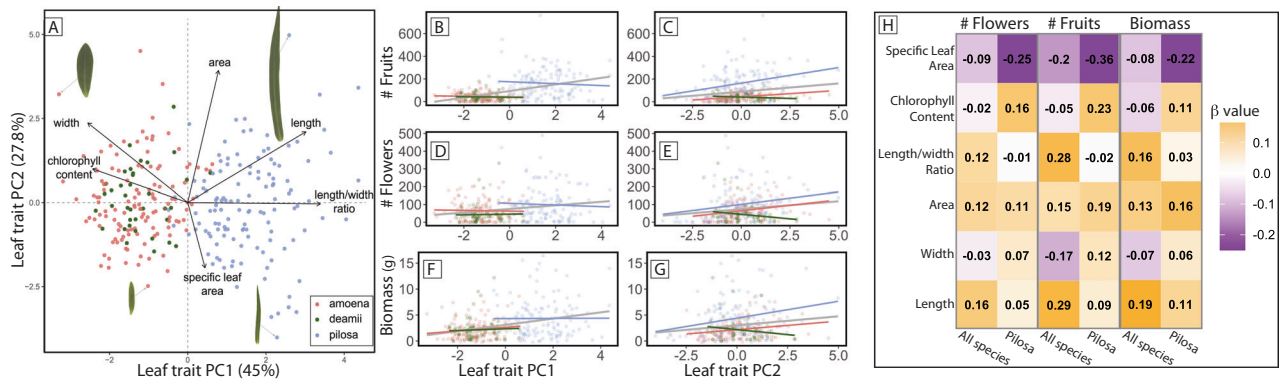 A
5.0
2.5
0.0
−2.5
Leaf trait PC2 (27.8%)
area
width
length
chlorophyll
content
length/width
ratio
specific leaf
area
amoena
deamii
pilosa
−2
0
2
4
Leaf trait PC1 (45%)
B
# Fruits
600
400
200
0
−2
0
2
4
C
600
400
200
0
−2.5
0.0
2.5
5.0
D
# Flowers
500
400
300
200
100
0
−2
0
2
4
E
500
400
300
200
100
0
−2.5
0.0
2.5
5.0
F
Biomass (g)
15
10
5
0
−2
0
2
4
Leaf trait PC1
G
15
10
5
0
−2.5
0.0
2.5
5.0
Leaf trait PC2
H
# Flowers # Fruits Biomass
Specific Leaf
Area
-0.09 -0.25 -0.2 -0.36 -0.08 -0.22
Chlorophyll
Content
-0.02 0.16 -0.05 0.23 -0.06 0.11
Length/width
Ratio
0.12 -0.01 0.28 -0.02 0.16 0.03
Area
0.12 0.11 0.15 0.19 0.13 0.16
Width
-0.03 0.07 -0.17 0.12 -0.07 0.06
Length
0.16 0.05 0.29 0.09 0.19 0.11
All species Pilosa All species Pilosa All species Pilosa
β value
0.1
0.0
-0.1
-0.2